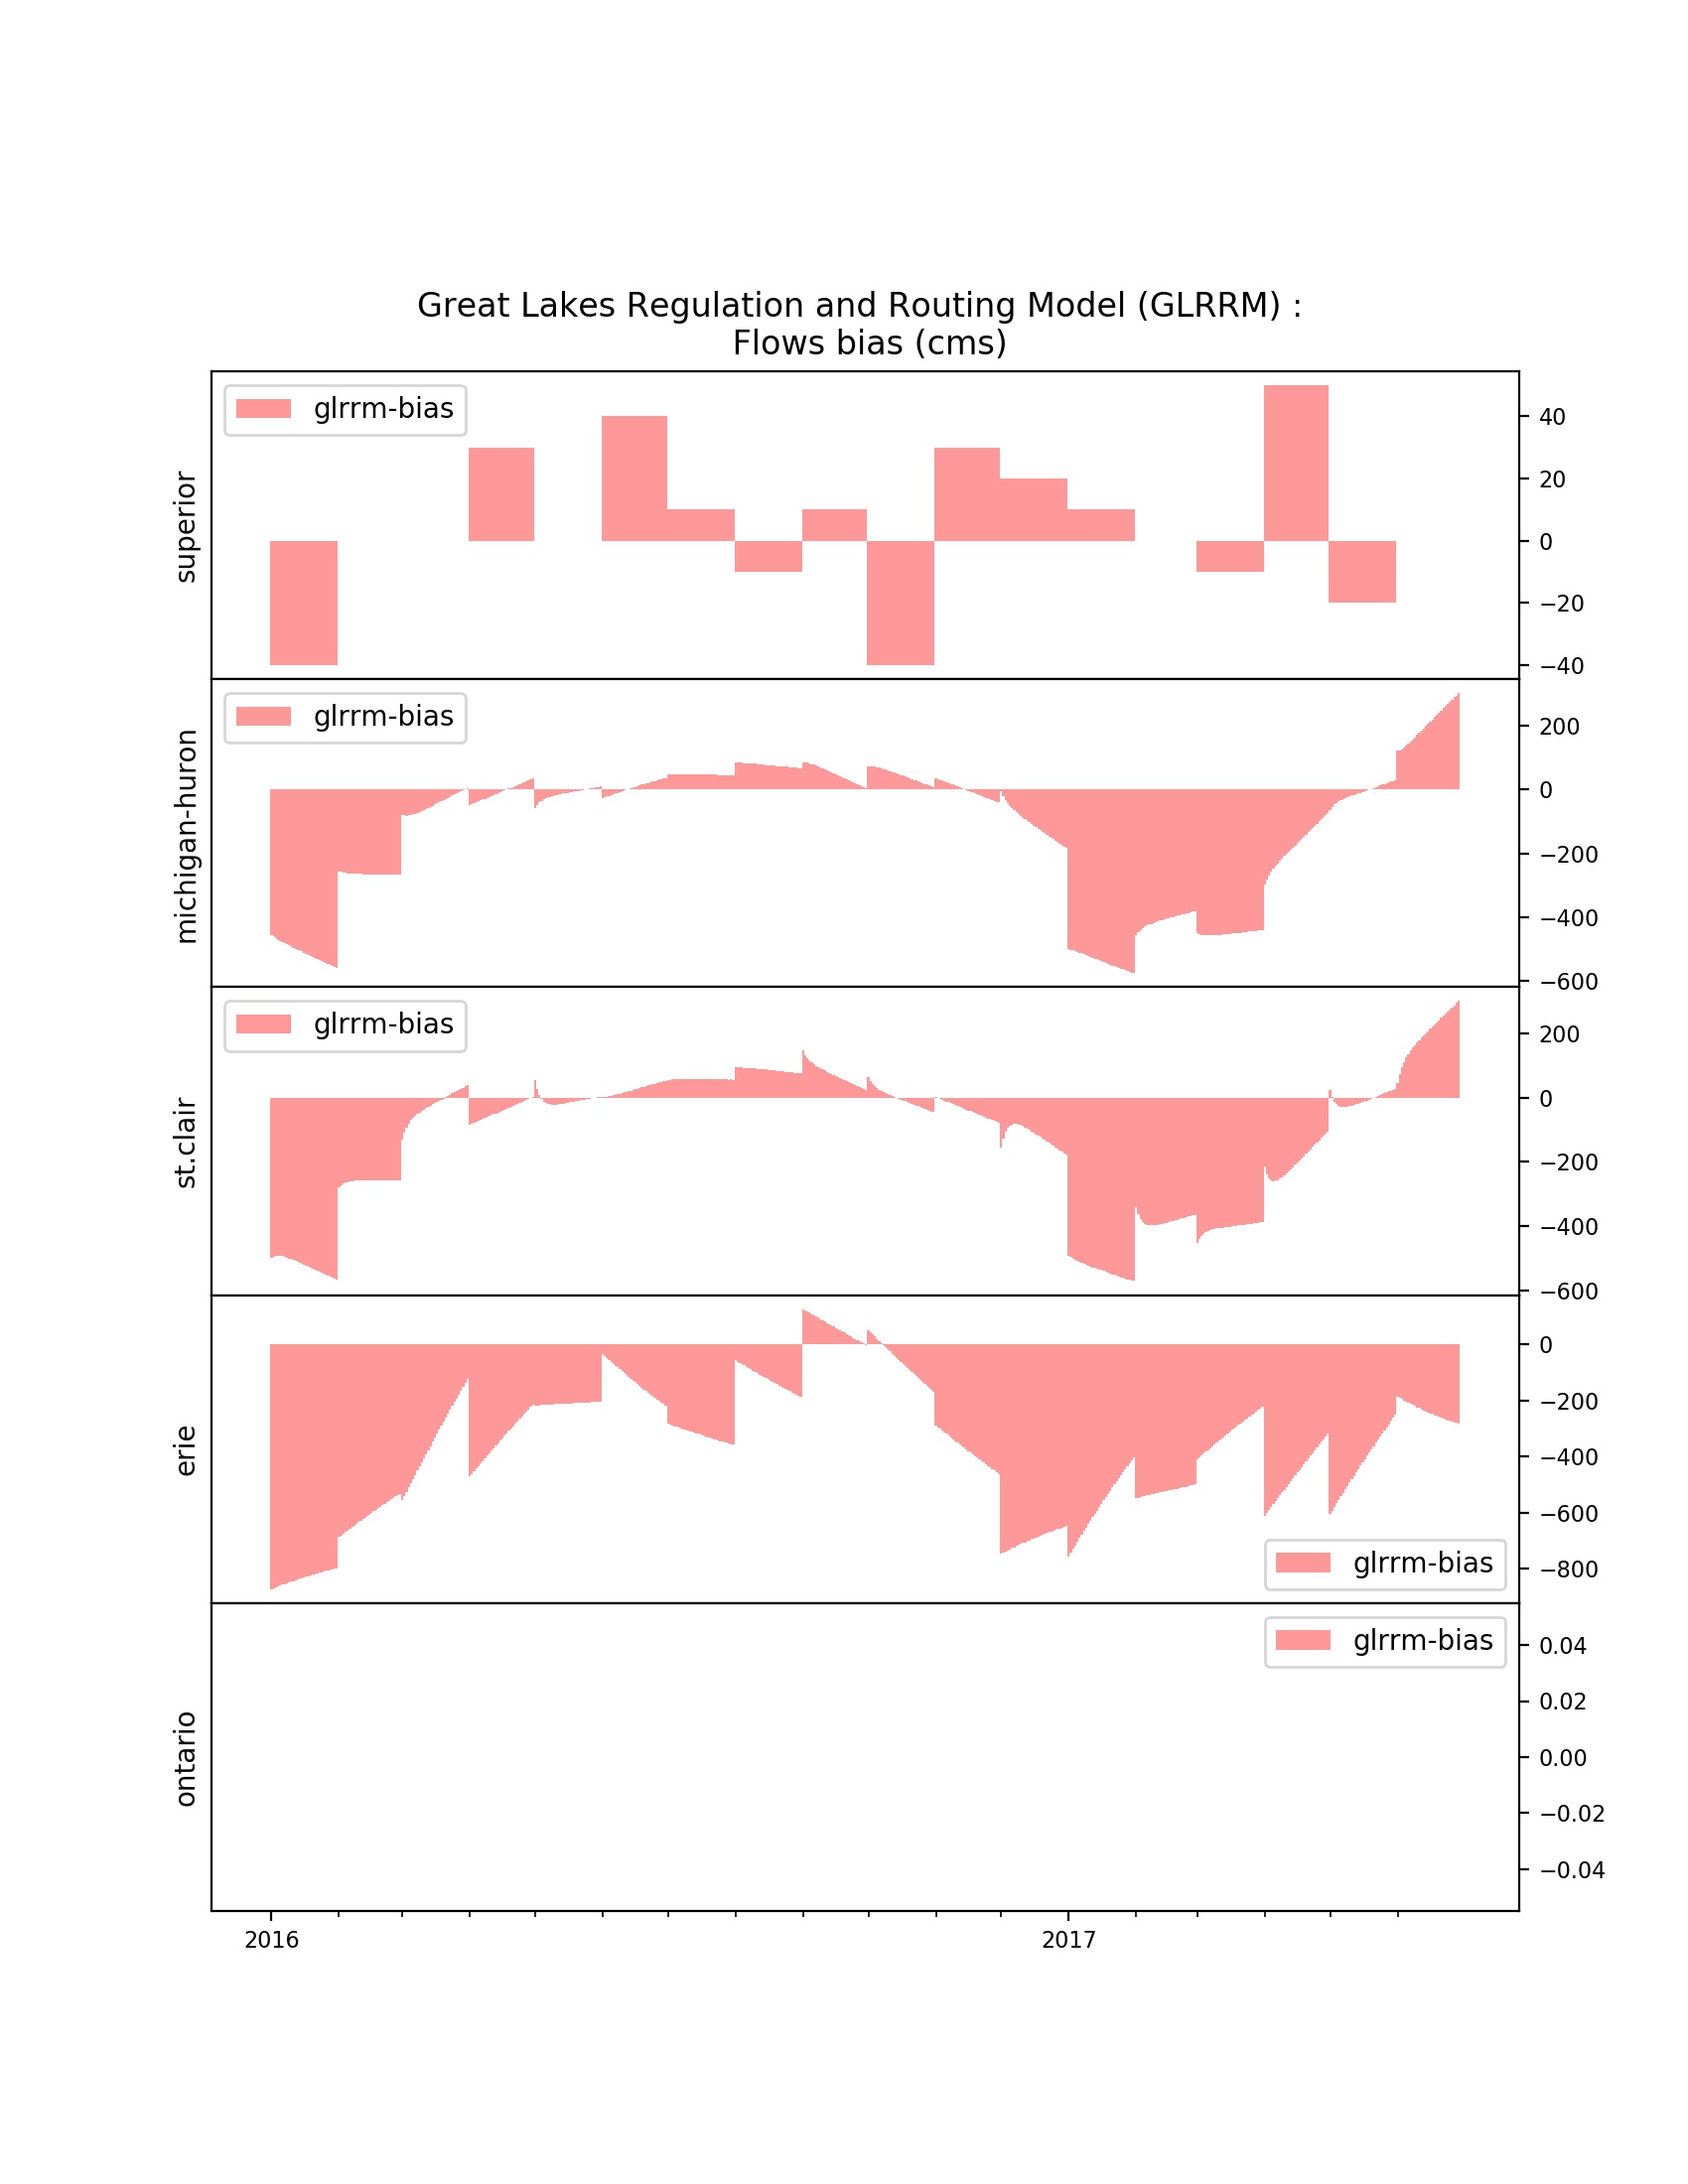 Great Lakes Regulation and Routing Model (GLRRM) :
Flows bias (cms)
superior
glrrm-bias
40
20
0
−20
−40
michigan-huron
glrrm-bias
200
0
−200
−400
−600
st.clair
glrrm-bias
200
0
−200
−400
−600
erie
0
−200
−400
−600
−800
glrrm-bias
ontario
glrrm-bias
0.04
0.02
0.00
−0.02
−0.04
2016
2017